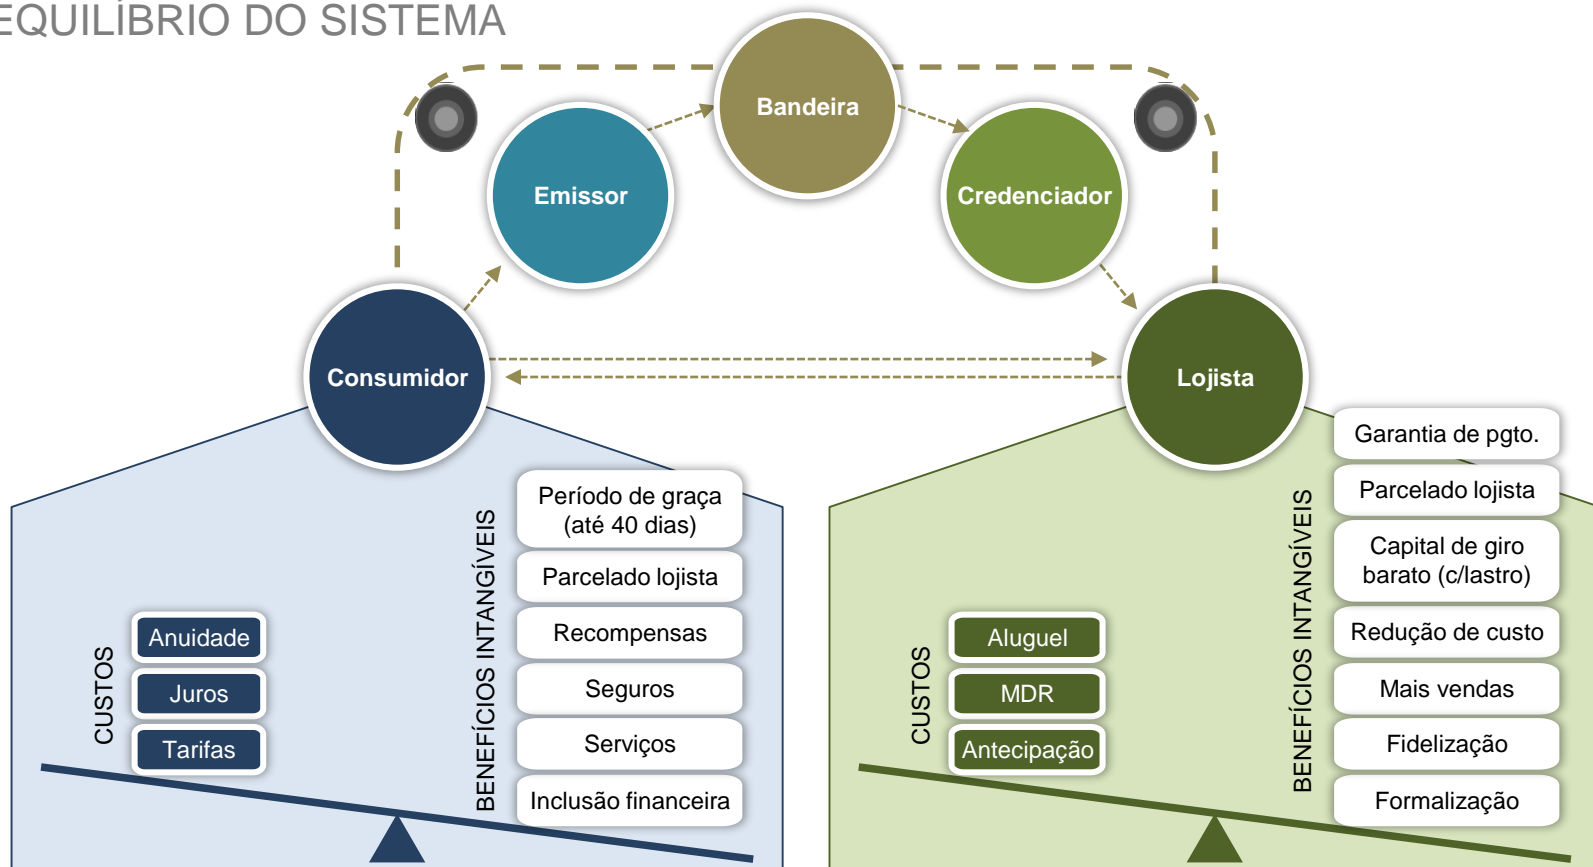 EQUILÍBRIO DO SISTEMA
Bandeira
Emissor
Credenciador
Consumidor
Lojista
CUSTOS
Anuidade
Juros
Tarifas
BENEFÍCIOS INTANGÍVEIS
Período de graça
(até 40 dias)
Parcelado lojista
Recompensas
Seguros
Serviços
Inclusão financeira
CUSTOS
Aluguel
MDR
Antecipação
BENEFÍCIOS INTANGÍVEIS
Garantia de pgto.
Parcelado lojista
Capital de giro
barato (c/lastro)
Redução de custo
Mais vendas
Fidelização
Formalização